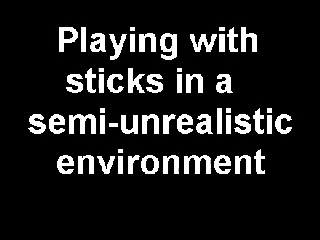 Playing with
sticks in a
semi-unrealistic
environment